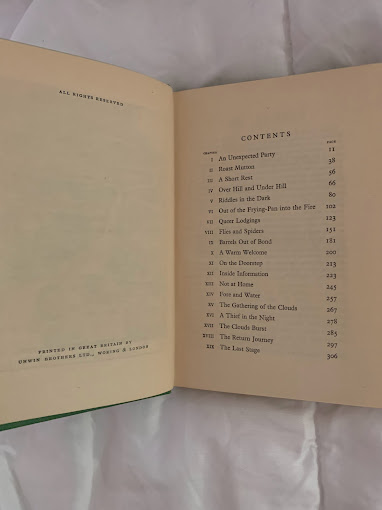 ALL RIGHTS RESERVED
PRINTED IN GREAT BRITAIN BY
UNWIN BROTHERS LTD., WOKING & LONDON
CONTENTS
CHAPTER PAGE
I An Unexpected Party 11
II Roast Mutton 38
III A Short Rest 56
IV Over Hill and Under Hill 66
V Riddles in the Dark 80
VI Out of the Frying-Pan into the Fire 102
VII Queer Lodgings 123
VIII Flies and Spiders 151
IX Barrels Out of Bond 181
X A Warm Welcome 200
XI On the Doorstep 213
XII Inside Information 223
XIII Not at Home 245
XIV Fire and Water 257
XV The Gathering of the Clouds 267
XVI A Thief in the Night 278
XVII The Clouds Burst 285
XVIII The Return Journey 297
XIX The Last Stage 306